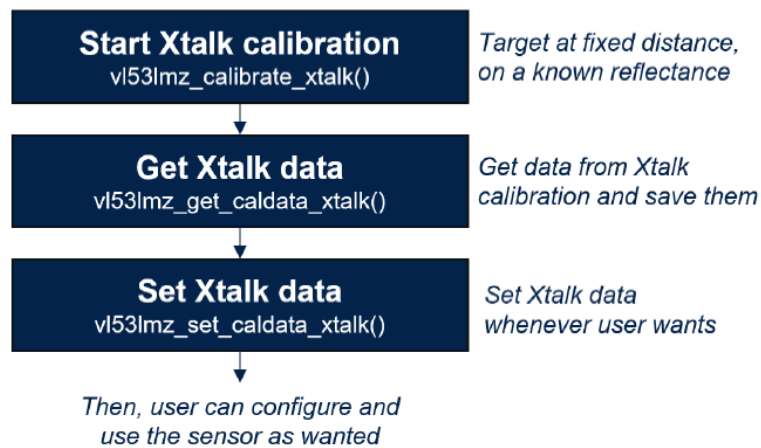 Start Xtalk calibration
vl53lmz_calibrate_xtalk()
Target at fixed distance,
on a known reflectance
Get Xtalk data
vl53lmz_get_caldata_xtalk()
Get data from Xtalk
calibration and save them
Set Xtalk data
vl53lmz_set_caldata_xtalk()
Set Xtalk data
whenever user wants
Then, user can configure and
use the sensor as wanted